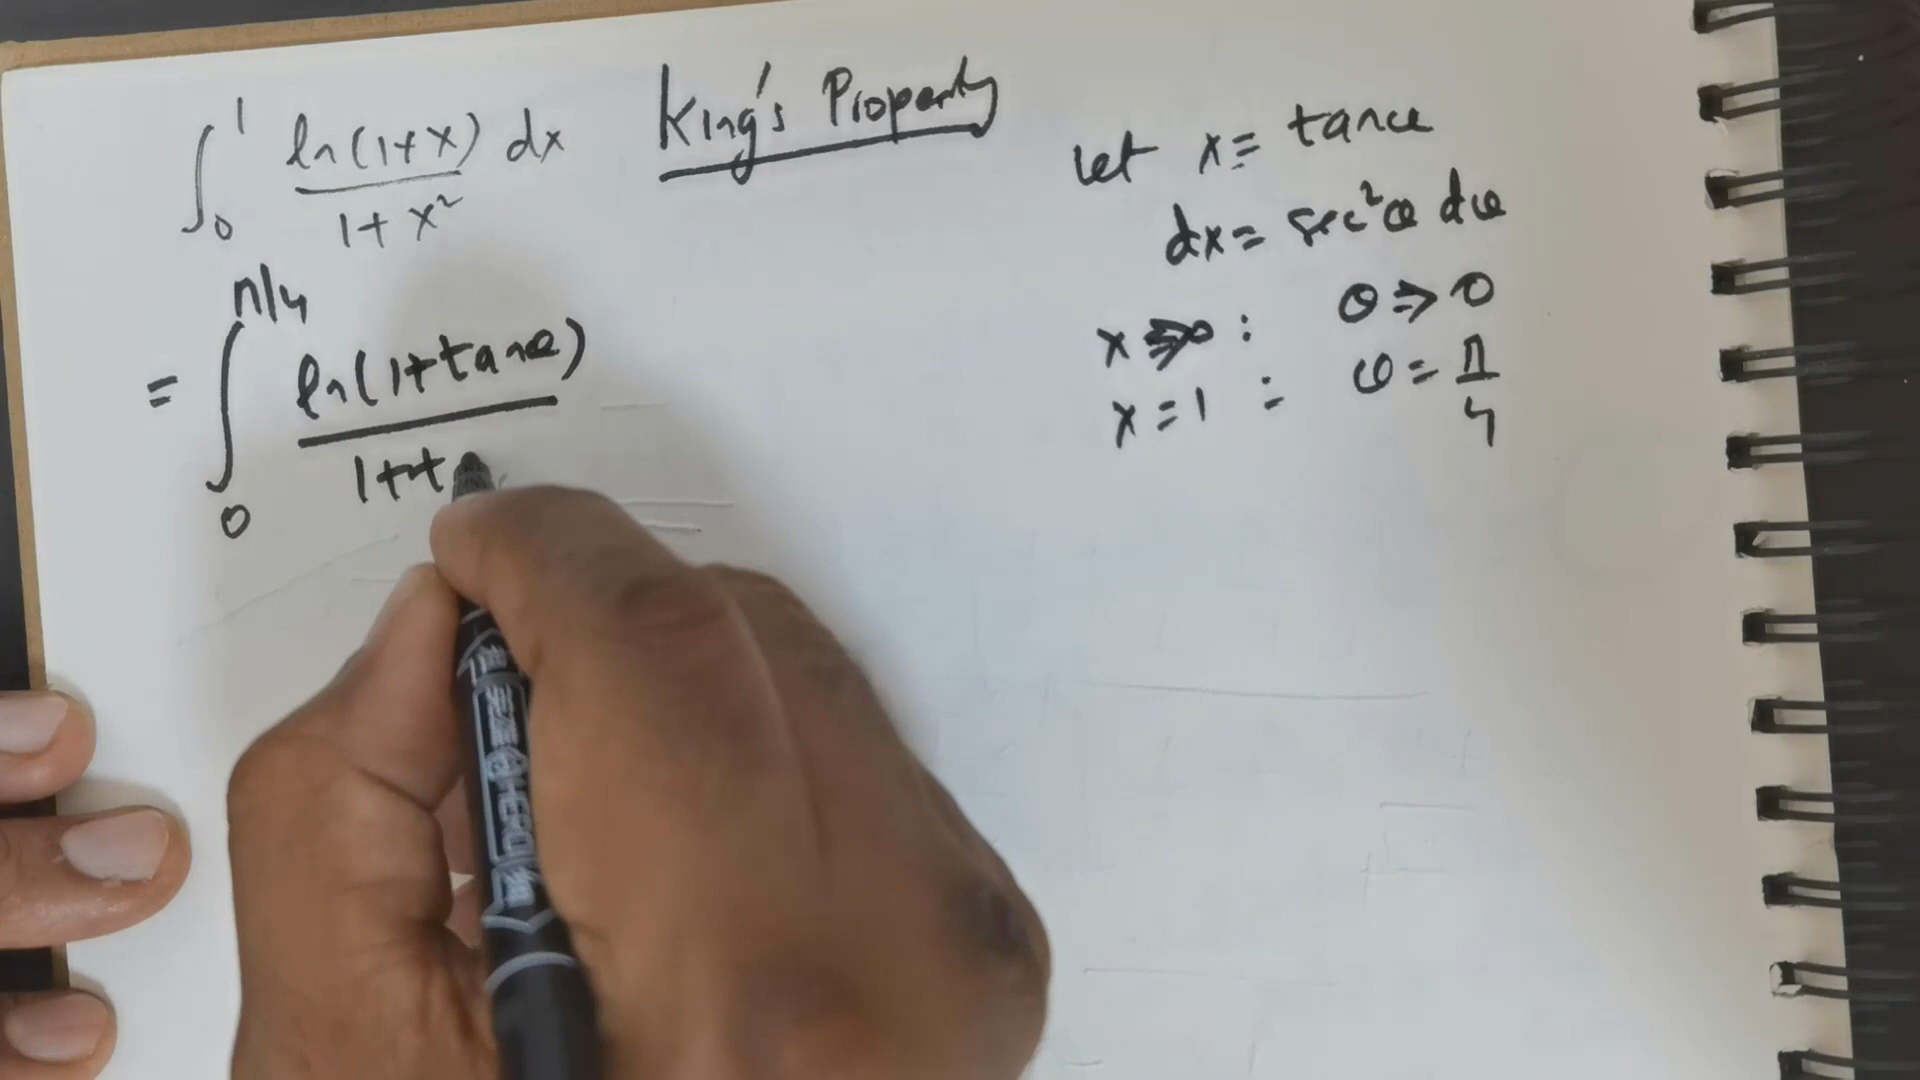 ∫₀¹ ln(1+x)/(1+x²) dx
King's Property
let x = tanθ
dx = sec²θ dθ
x ⇒ 0 : θ ⇒ 0
x = 1 : θ = π/4
= ∫₀^(π/4) ln(1+tanθ)/(1+t
HERO